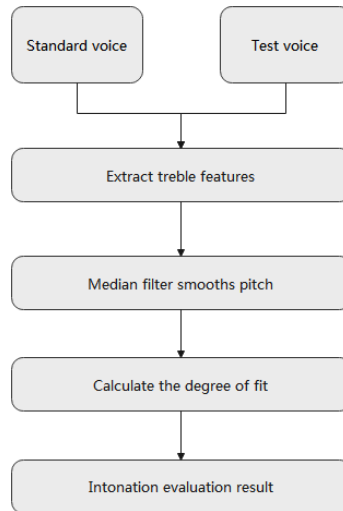 Standard voice
Test voice
Extract treble features
Median filter smooths pitch
Calculate the degree of fit
Intonation evaluation result